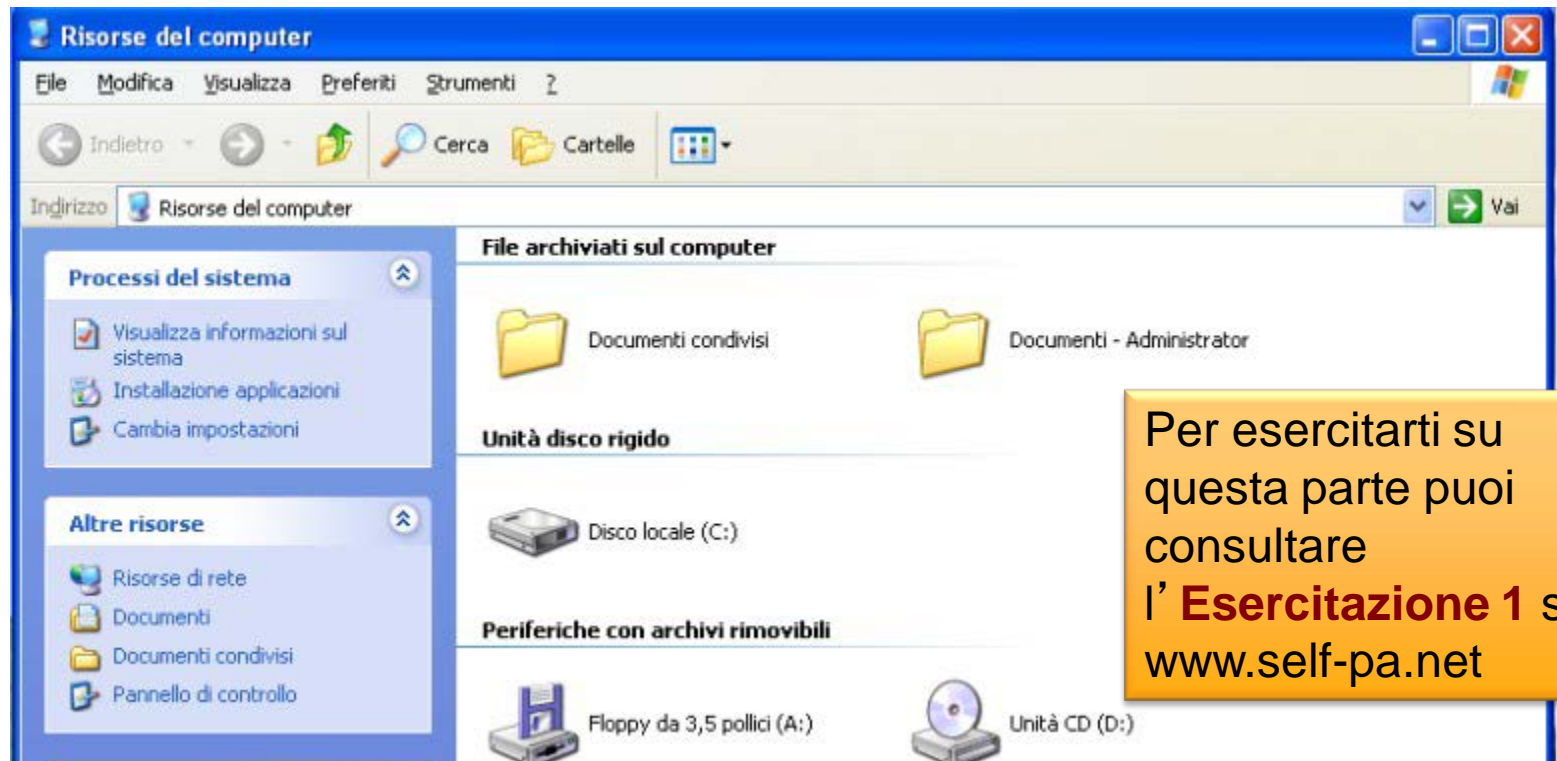 Risorse del computer
File Modifica Visualizza Preferiti Strumenti ?
Indietro Cerca Cartelle
Indirizzo Risorse del computer Vai
Processi del sistema
Visualizza informazioni sul
sistema
Installazione applicazioni
Cambia impostazioni
Altre risorse
Risorse di rete
Documenti
Documenti condivisi
Pannello di controllo
File archiviati sul computer
Documenti condivisi Documenti - Administrator
Unità disco rigido
Disco locale (C:)
Periferiche con archivi rimovibili
Floppy da 3,5 pollici (A:) Unità CD (D:)
Per esercitarti su
questa parte puoi
consultare
l’Esercitazione 1
www.self-pa.net